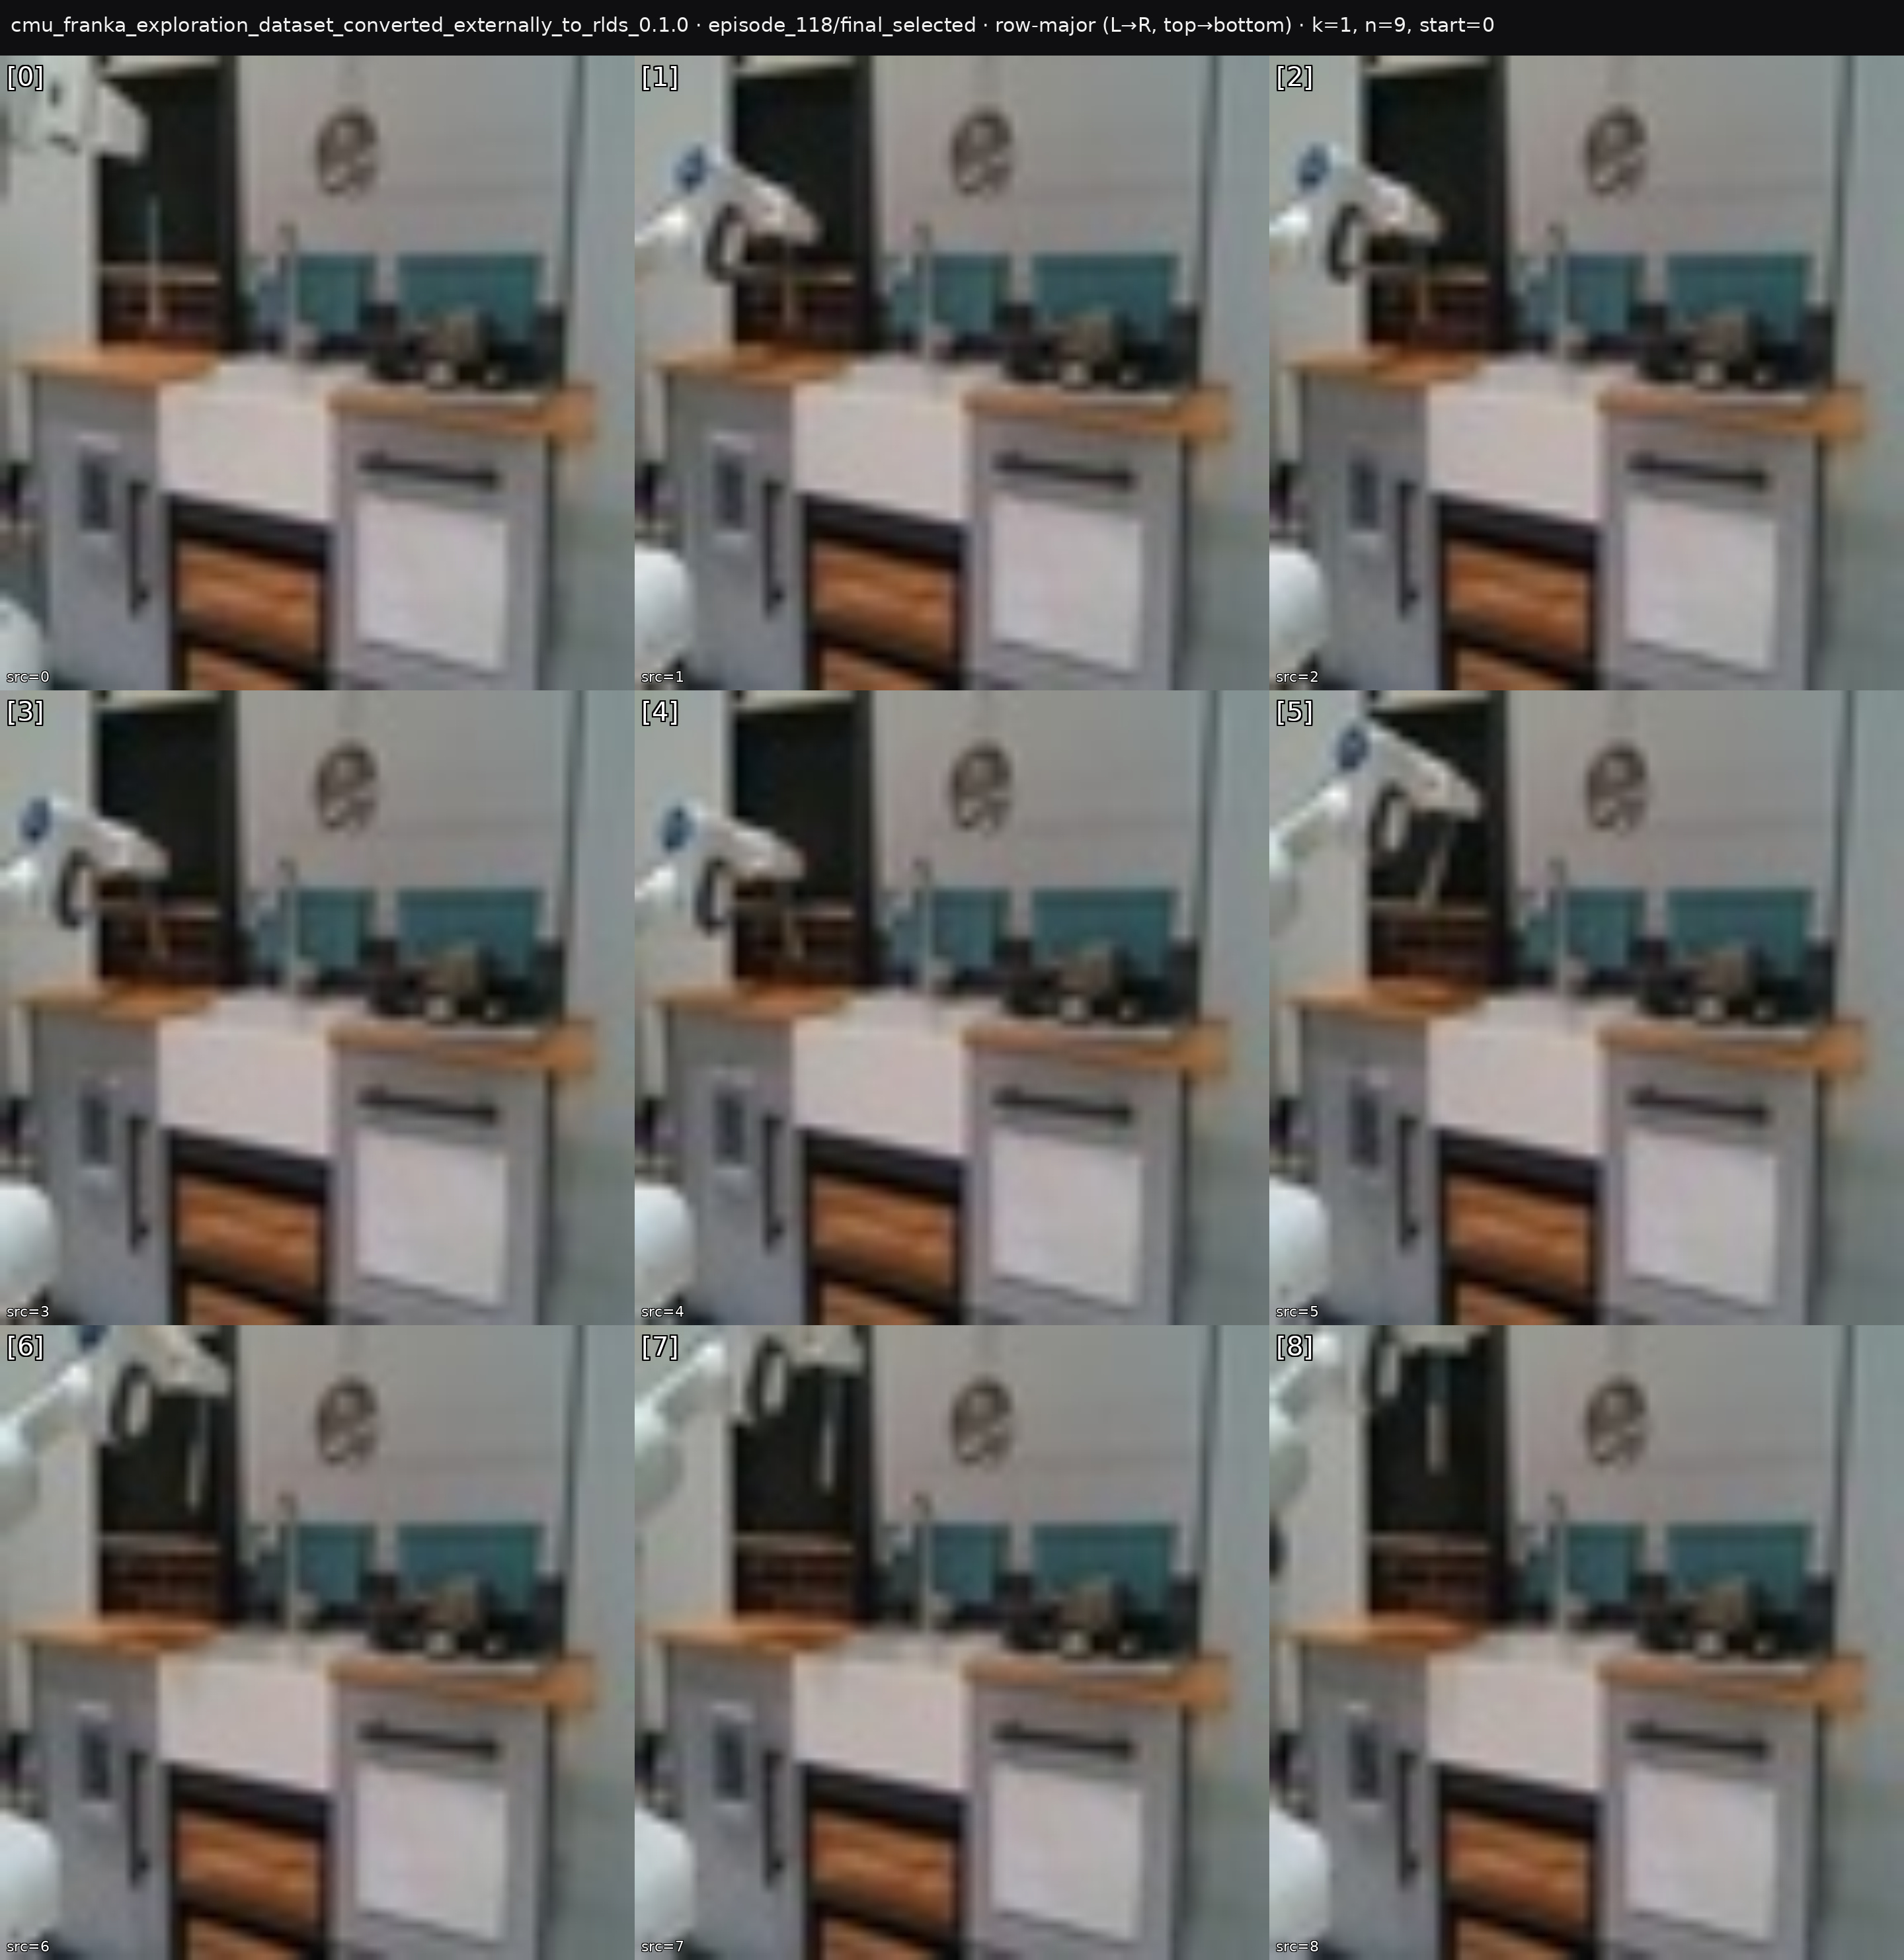 cmu_franka_exploration_dataset_converted_externally_to_rlds_0.1.0 · episode_118/final_selected · row-major (L→R, top→bottom) · k=1, n=9, start=0
[0]
[1]
[2]
src=0
src=1
src=2
[3]
[4]
[5]
src=3
src=4
src=5
[6]
[7]
[8]
src=6
src=7
src=8